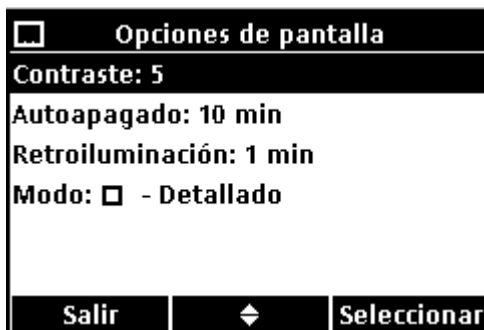 Opciones de pantalla
Contraste: 5
Autoapagado: 10 min
Retroiluminación: 1 min
Modo: - Detallado
Salir Seleccionar